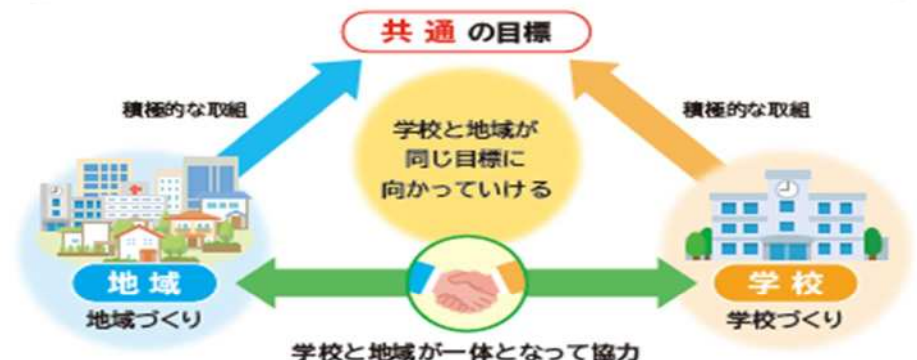 共通の目標
積極的な取組
積極的な取組
学校と地域が
同じ目標に
向かっていける
地域
学校
地域づくり
学校づくり
学校と地域が一体となって協力